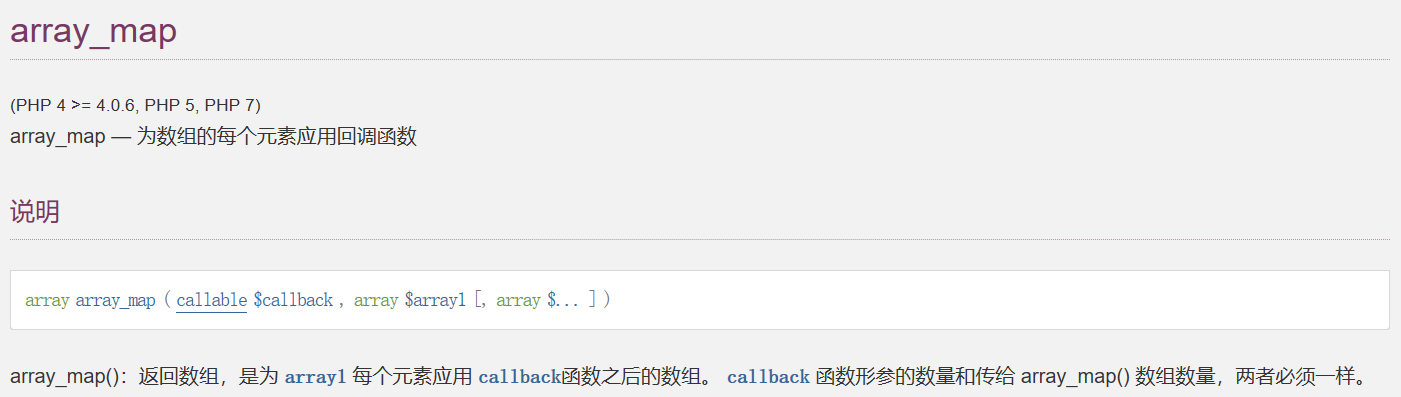 array_map
(PHP 4 >= 4.0.6, PHP 5, PHP 7)
array_map — 为数组的每个元素应用回调函数
说明
array array_map ( callable $callback , array $array1 [, array $... ] )
array_map()：返回数组，是为 array1 每个元素应用 callback函数之后的数组。 callback 函数形参的数量和传给 array_map() 数组数量，两者必须一样。